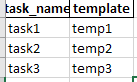 task_name template
task1 temp1
task2 temp2
task3 temp3